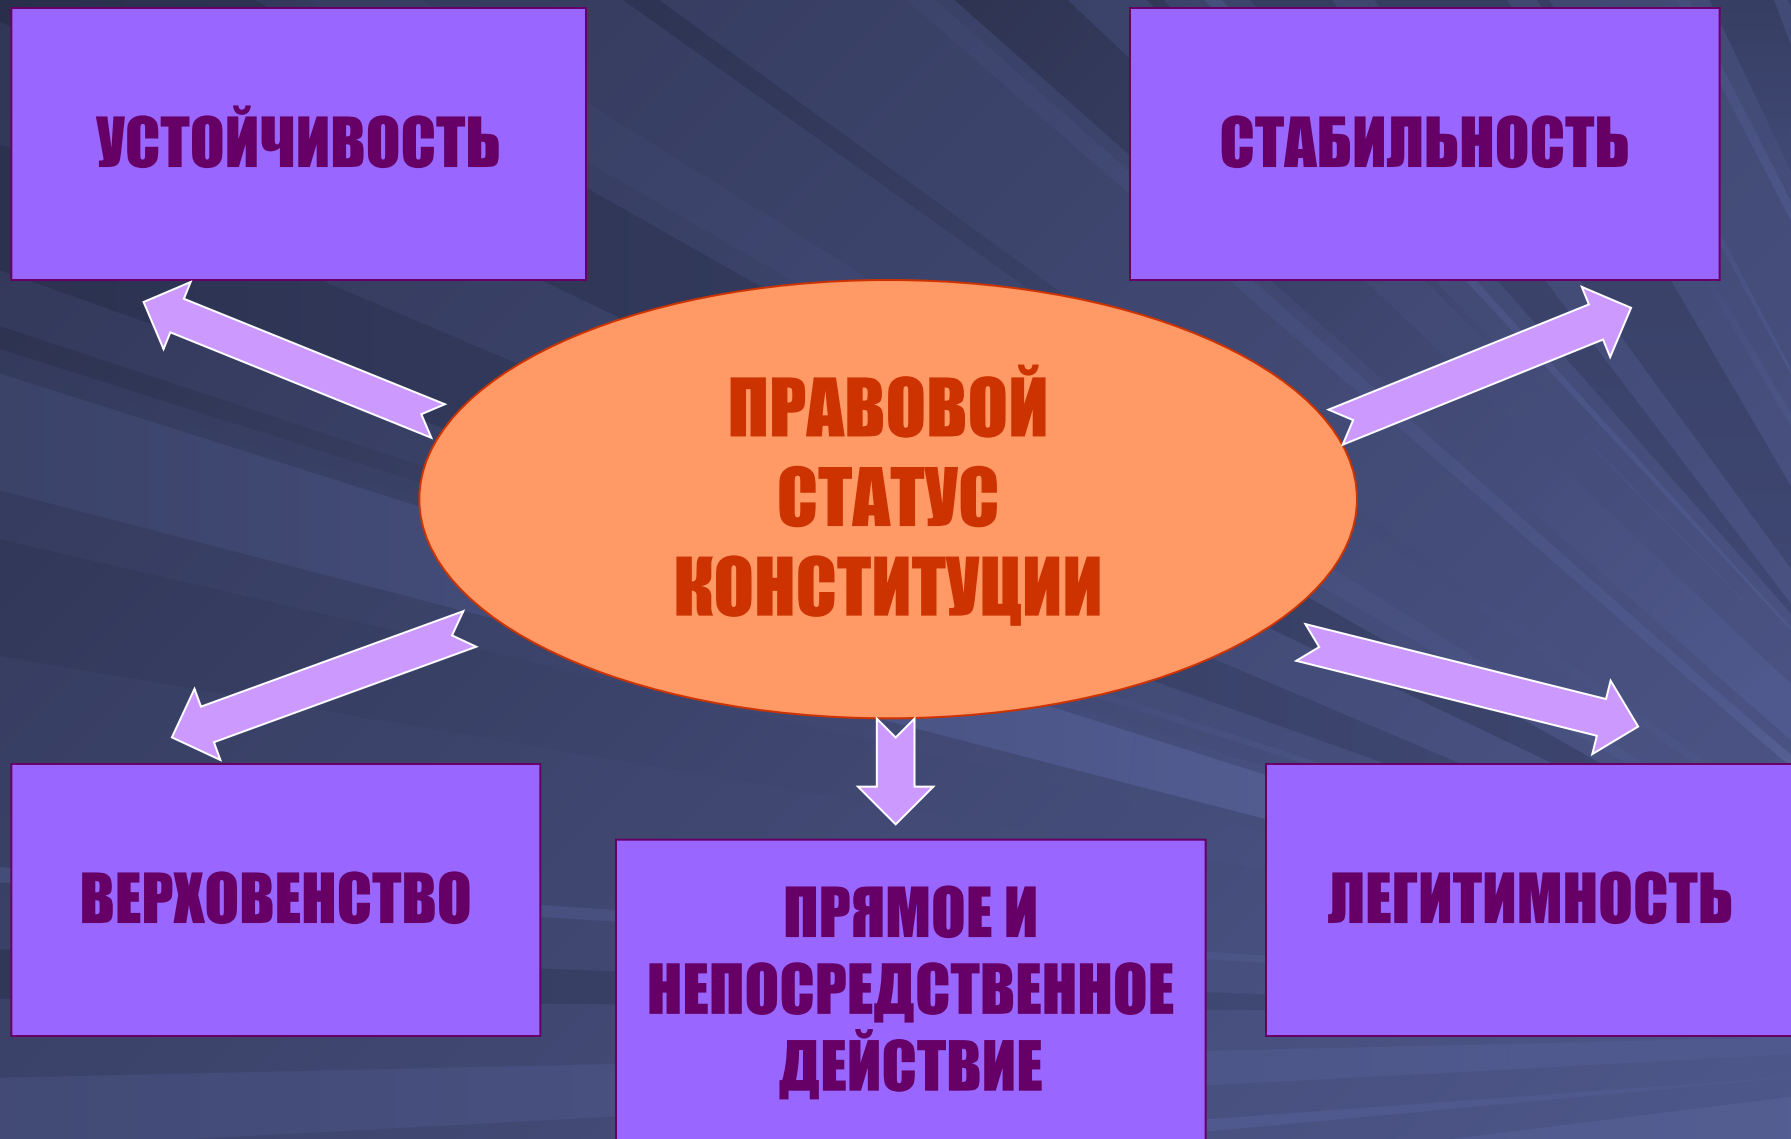 УСТОЙЧИВОСТЬ
СТАБИЛЬНОСТЬ
ПРАВОВОЙ
СТАТУС
КОНСТИТУЦИИ
ВЕРХОВЕНСТВО
ПРЯМОЕ И
НЕПОСРЕДСТВЕННОЕ
ДЕЙСТВИЕ
ЛЕГИТИМНОСТЬ